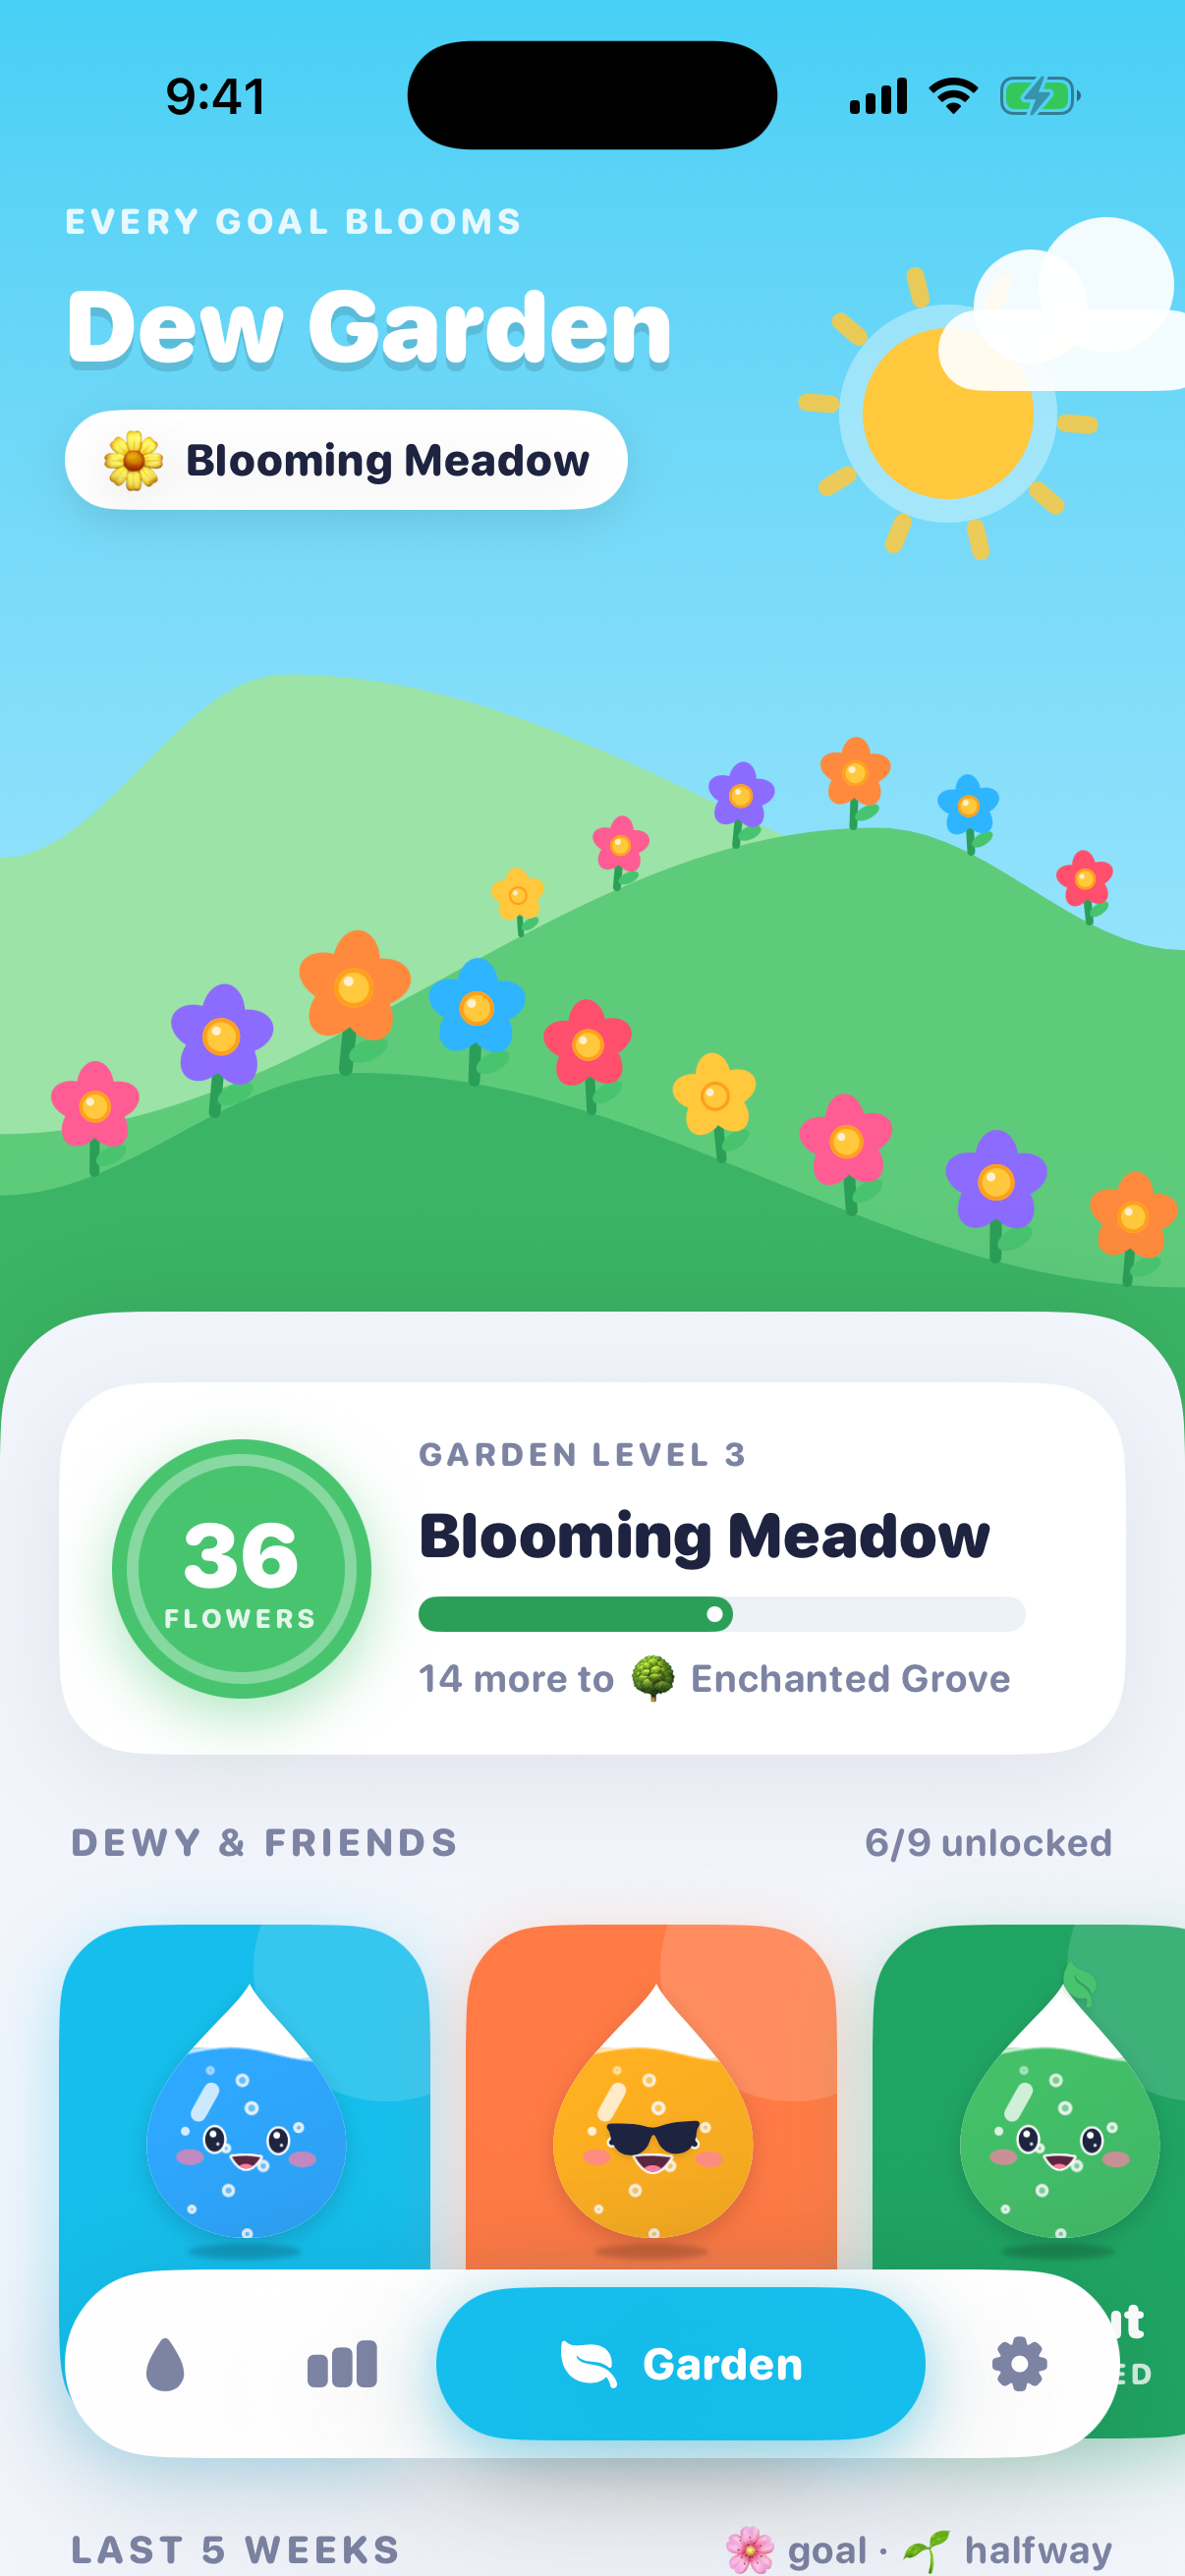 9:41
EVERY GOAL BLOOMS
Dew Garden
Blooming Meadow
GARDEN LEVEL 3
36
FLOWERS
Blooming Meadow
14 more to 🌳 Enchanted Grove
DEWY & FRIENDS
6/9 unlocked
Garden
LAST 5 WEEKS
🌸 goal · 🌱 halfway